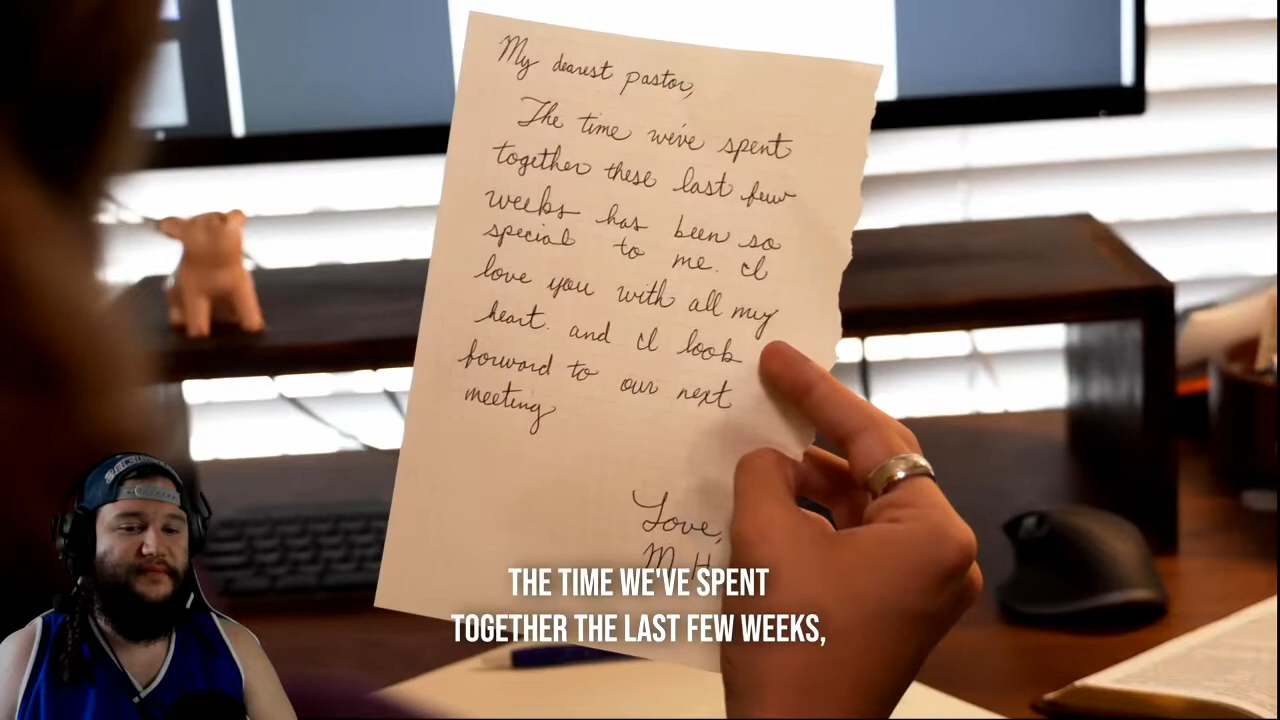 My dearest pastor,
The time we've spent
together these last few
weeks has been so
special to me. I
love you with all my
heart. and I look
forward to our next
meeting
Love,
M.H
THE TIME WE'VE SPENT
TOGETHER THE LAST FEW WEEKS,